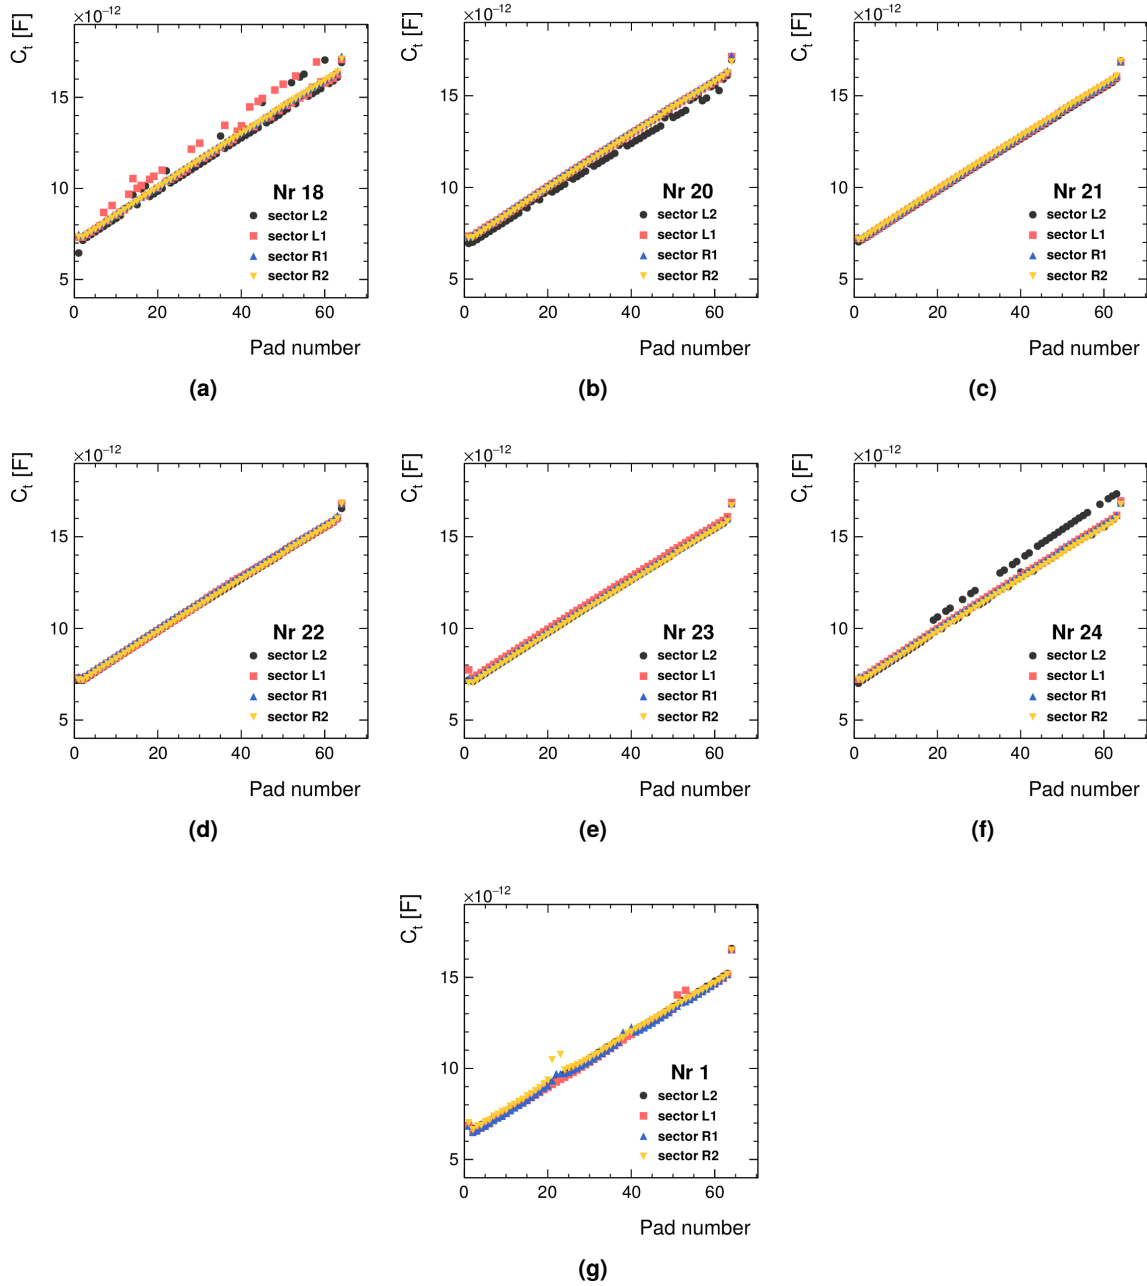 ×10⁻¹²
C_t [F]
15
10
5
Nr 18
sector L2
sector L1
sector R1
sector R2
0 20 40 60
Pad number
(a)
×10⁻¹²
C_t [F]
15
10
5
Nr 20
sector L2
sector L1
sector R1
sector R2
0 20 40 60
Pad number
(b)
×10⁻¹²
C_t [F]
15
10
5
Nr 21
sector L2
sector L1
sector R1
sector R2
0 20 40 60
Pad number
(c)
×10⁻¹²
C_t [F]
15
10
5
Nr 22
sector L2
sector L1
sector R1
sector R2
0 20 40 60
Pad number
(d)
×10⁻¹²
C_t [F]
15
10
5
Nr 23
sector L2
sector L1
sector R1
sector R2
0 20 40 60
Pad number
(e)
×10⁻¹²
C_t [F]
15
10
5
Nr 24
sector L2
sector L1
sector R1
sector R2
0 20 40 60
Pad number
(f)
×10⁻¹²
C_t [F]
15
10
5
Nr 1
sector L2
sector L1
sector R1
sector R2
0 20 40 60
Pad number
(g)